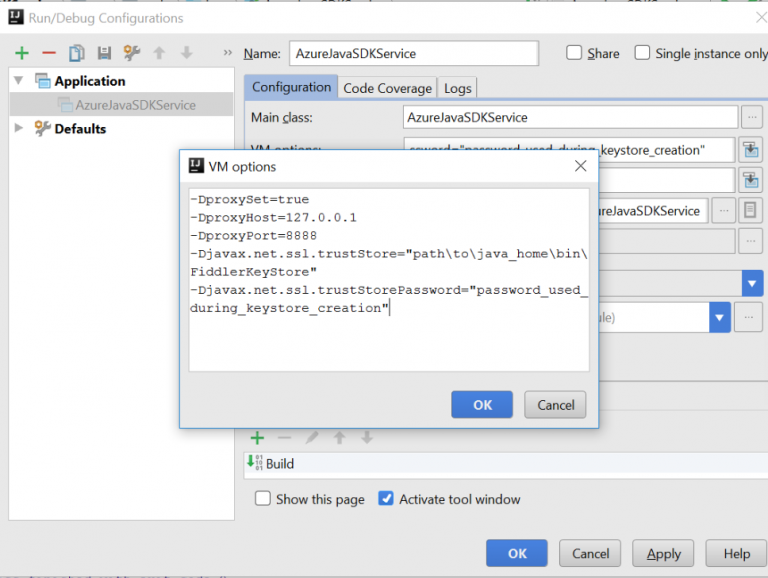 Run/Debug Configurations
Name: AzureJavaSDKService Share Single instance only
Application
AzureJavaSDKService
Defaults
Configuration Code Coverage Logs
Main class: AzureJavaSDKService ...
VM options: ssword="password_used_during_keystore_creation"
VM options
-DproxySet=true
-DproxyHost=127.0.0.1
-DproxyPort=8888
-Djavax.net.ssl.trustStore="path\to\java_home\bin\
FiddlerKeyStore"
-Djavax.net.ssl.trustStorePassword="password_used_
during_keystore_creation"
OK Cancel
reJavaSDKService ...
...
ule) ...
Build
Show this page Activate tool window
OK Cancel Apply Help